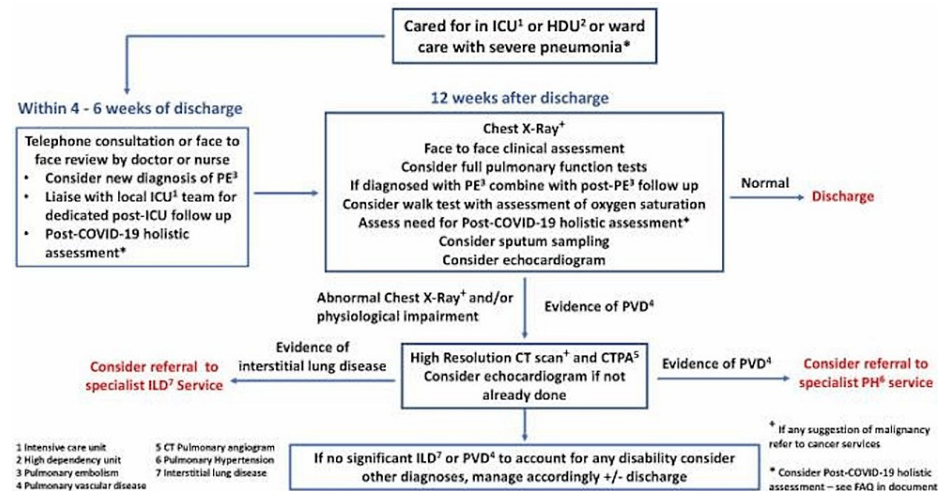 Cared for in ICU¹ or HDU² or ward
care with severe pneumonia*
Within 4 - 6 weeks of discharge
Telephone consultation or face to
face review by doctor or nurse
• Consider new diagnosis of PE³
• Liaise with local ICU¹ team for
dedicated post-ICU follow up
• Post-COVID-19 holistic
assessment*
12 weeks after discharge
Chest X-Ray⁺
Face to face clinical assessment
Consider full pulmonary function tests
If diagnosed with PE³ combine with post-PE³ follow up
Consider walk test with assessment of oxygen saturation
Assess need for Post-COVID-19 holistic assessment*
Consider sputum sampling
Consider echocardiogram
Normal
Discharge
Abnormal Chest X-Ray⁺ and/or
physiological impairment
Evidence of PVD⁴
High Resolution CT scan⁺ and CTPA⁵
Consider echocardiogram if not
already done
Evidence of
interstitial lung disease
Consider referral to
specialist ILD⁷ Service
Evidence of PVD⁴
Consider referral to
specialist PH⁶ service
If no significant ILD⁷ or PVD⁴ to account for any disability consider
other diagnoses, manage accordingly +/- discharge
1 Intensive care unit
2 High dependency unit
3 Pulmonary embolism
4 Pulmonary vascular disease
5 CT Pulmonary angiogram
6 Pulmonary Hypertension
7 Interstitial lung disease
⁺ If any suggestion of malignancy
refer to cancer services
* Consider Post-COVID-19 holistic
assessment – see FAQ in document